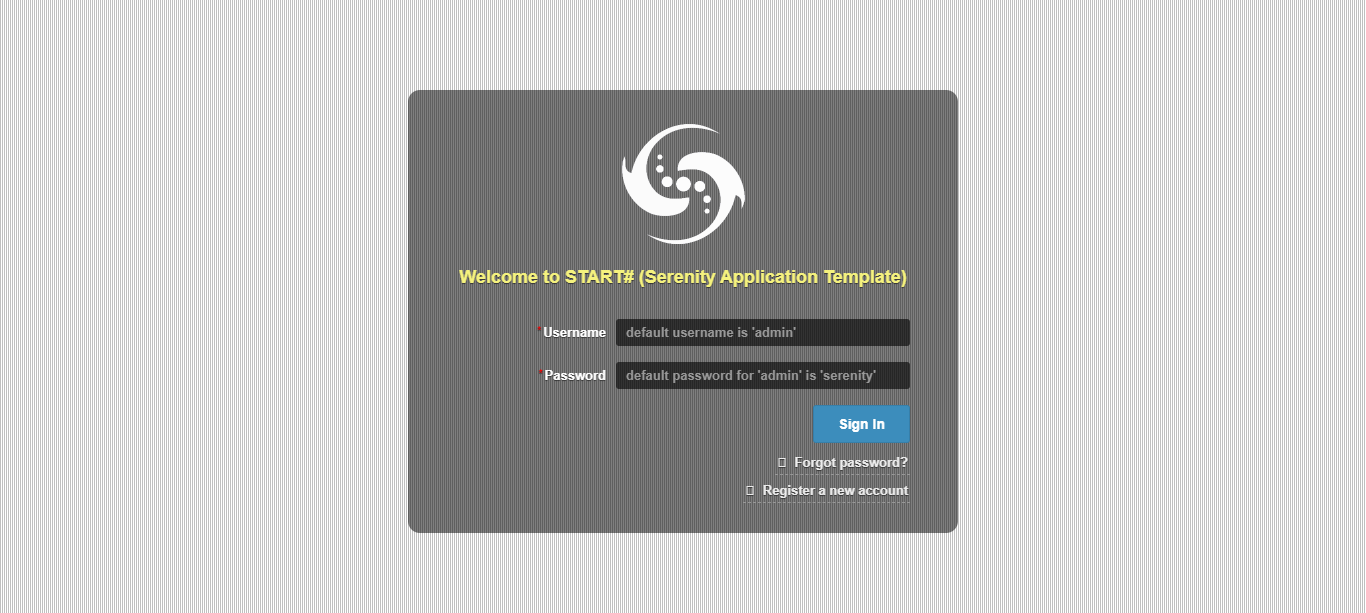 Welcome to START# (Serenity Application Template)
*Username
default username is 'admin'
*Password
default password for 'admin' is 'serenity'
Sign In
Forgot password?
Register a new account